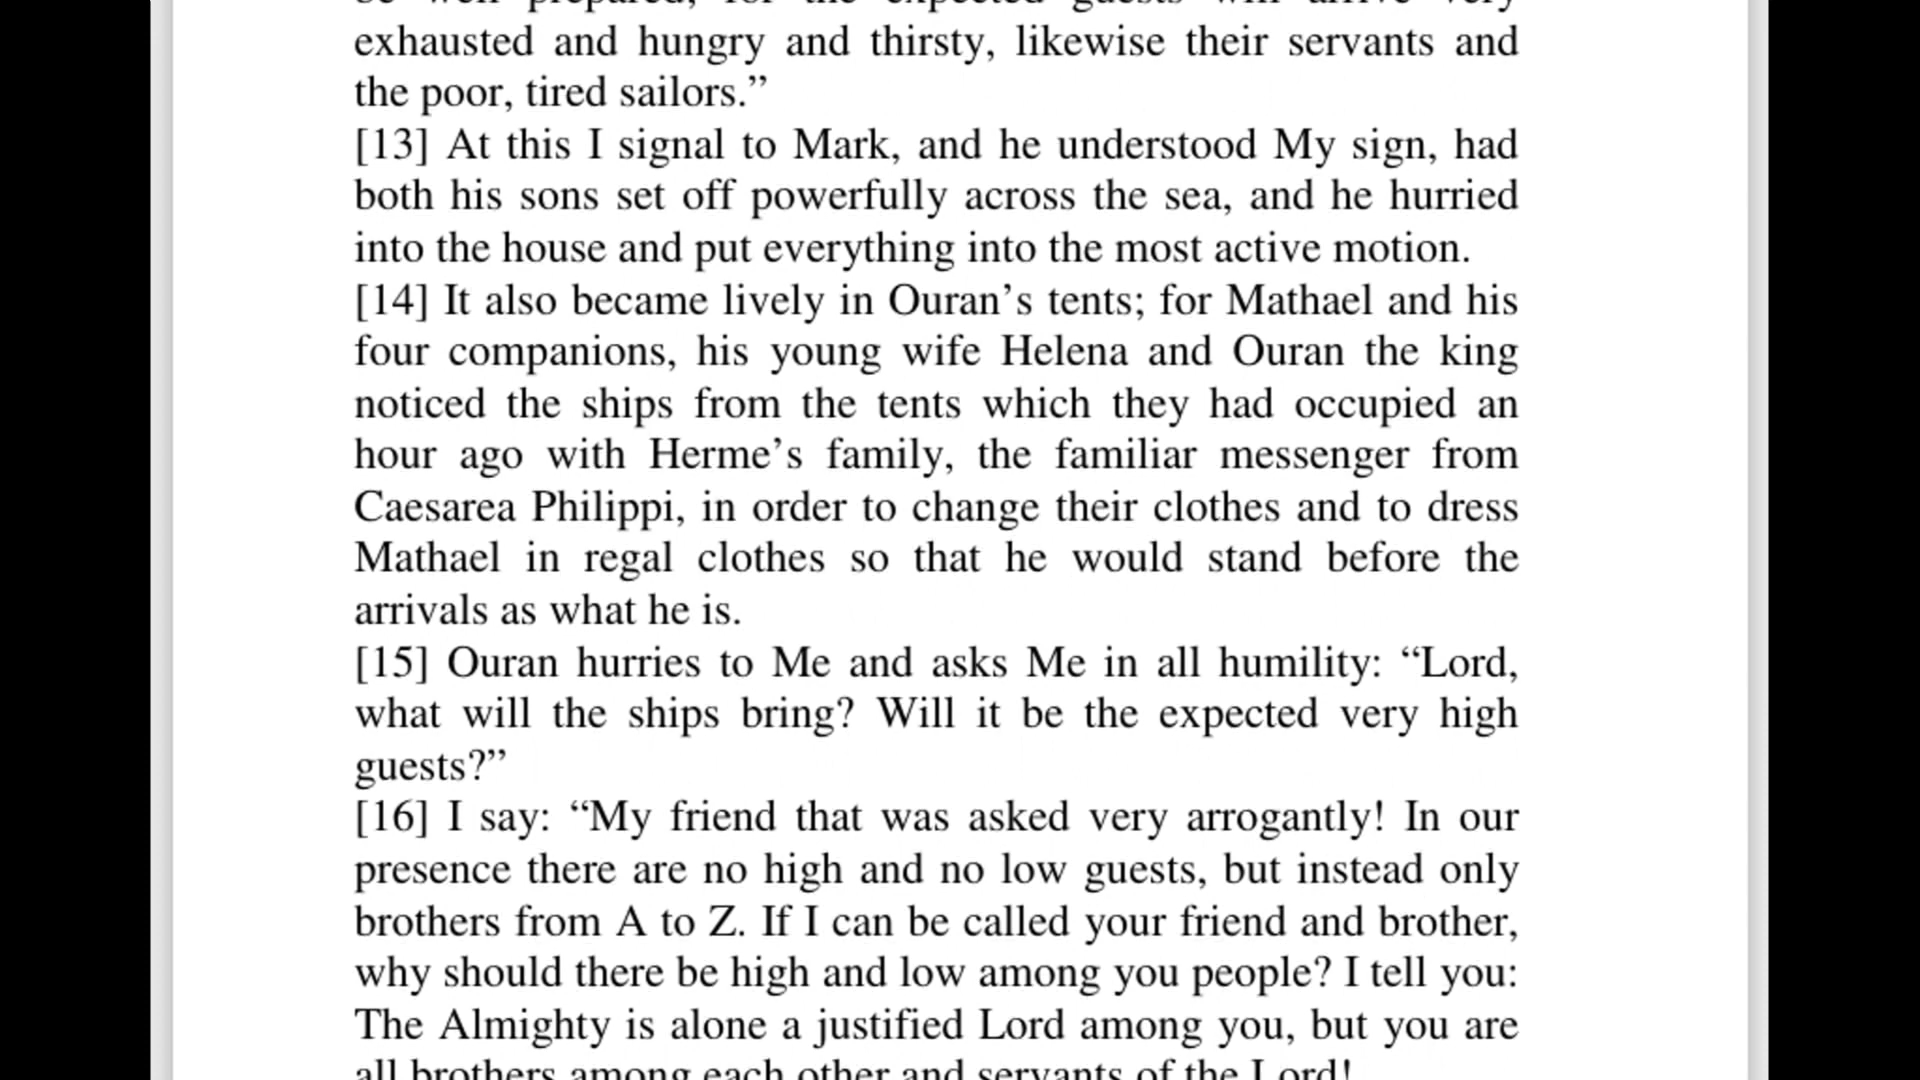 be well prepared, for the expected guests will arrive very
exhausted and hungry and thirsty, likewise their servants and
the poor, tired sailors.”
[13] At this I signal to Mark, and he understood My sign, had
both his sons set off powerfully across the sea, and he hurried
into the house and put everything into the most active motion.
[14] It also became lively in Ouran’s tents; for Mathael and his
four companions, his young wife Helena and Ouran the king
noticed the ships from the tents which they had occupied an
hour ago with Herme’s family, the familiar messenger from
Caesarea Philippi, in order to change their clothes and to dress
Mathael in regal clothes so that he would stand before the
arrivals as what he is.
[15] Ouran hurries to Me and asks Me in all humility: “Lord,
what will the ships bring? Will it be the expected very high
guests?”
[16] I say: “My friend that was asked very arrogantly! In our
presence there are no high and no low guests, but instead only
brothers from A to Z. If I can be called your friend and brother,
why should there be high and low among you people? I tell you:
The Almighty is alone a justified Lord among you, but you are
all brothers among each other and servants of the Lord!